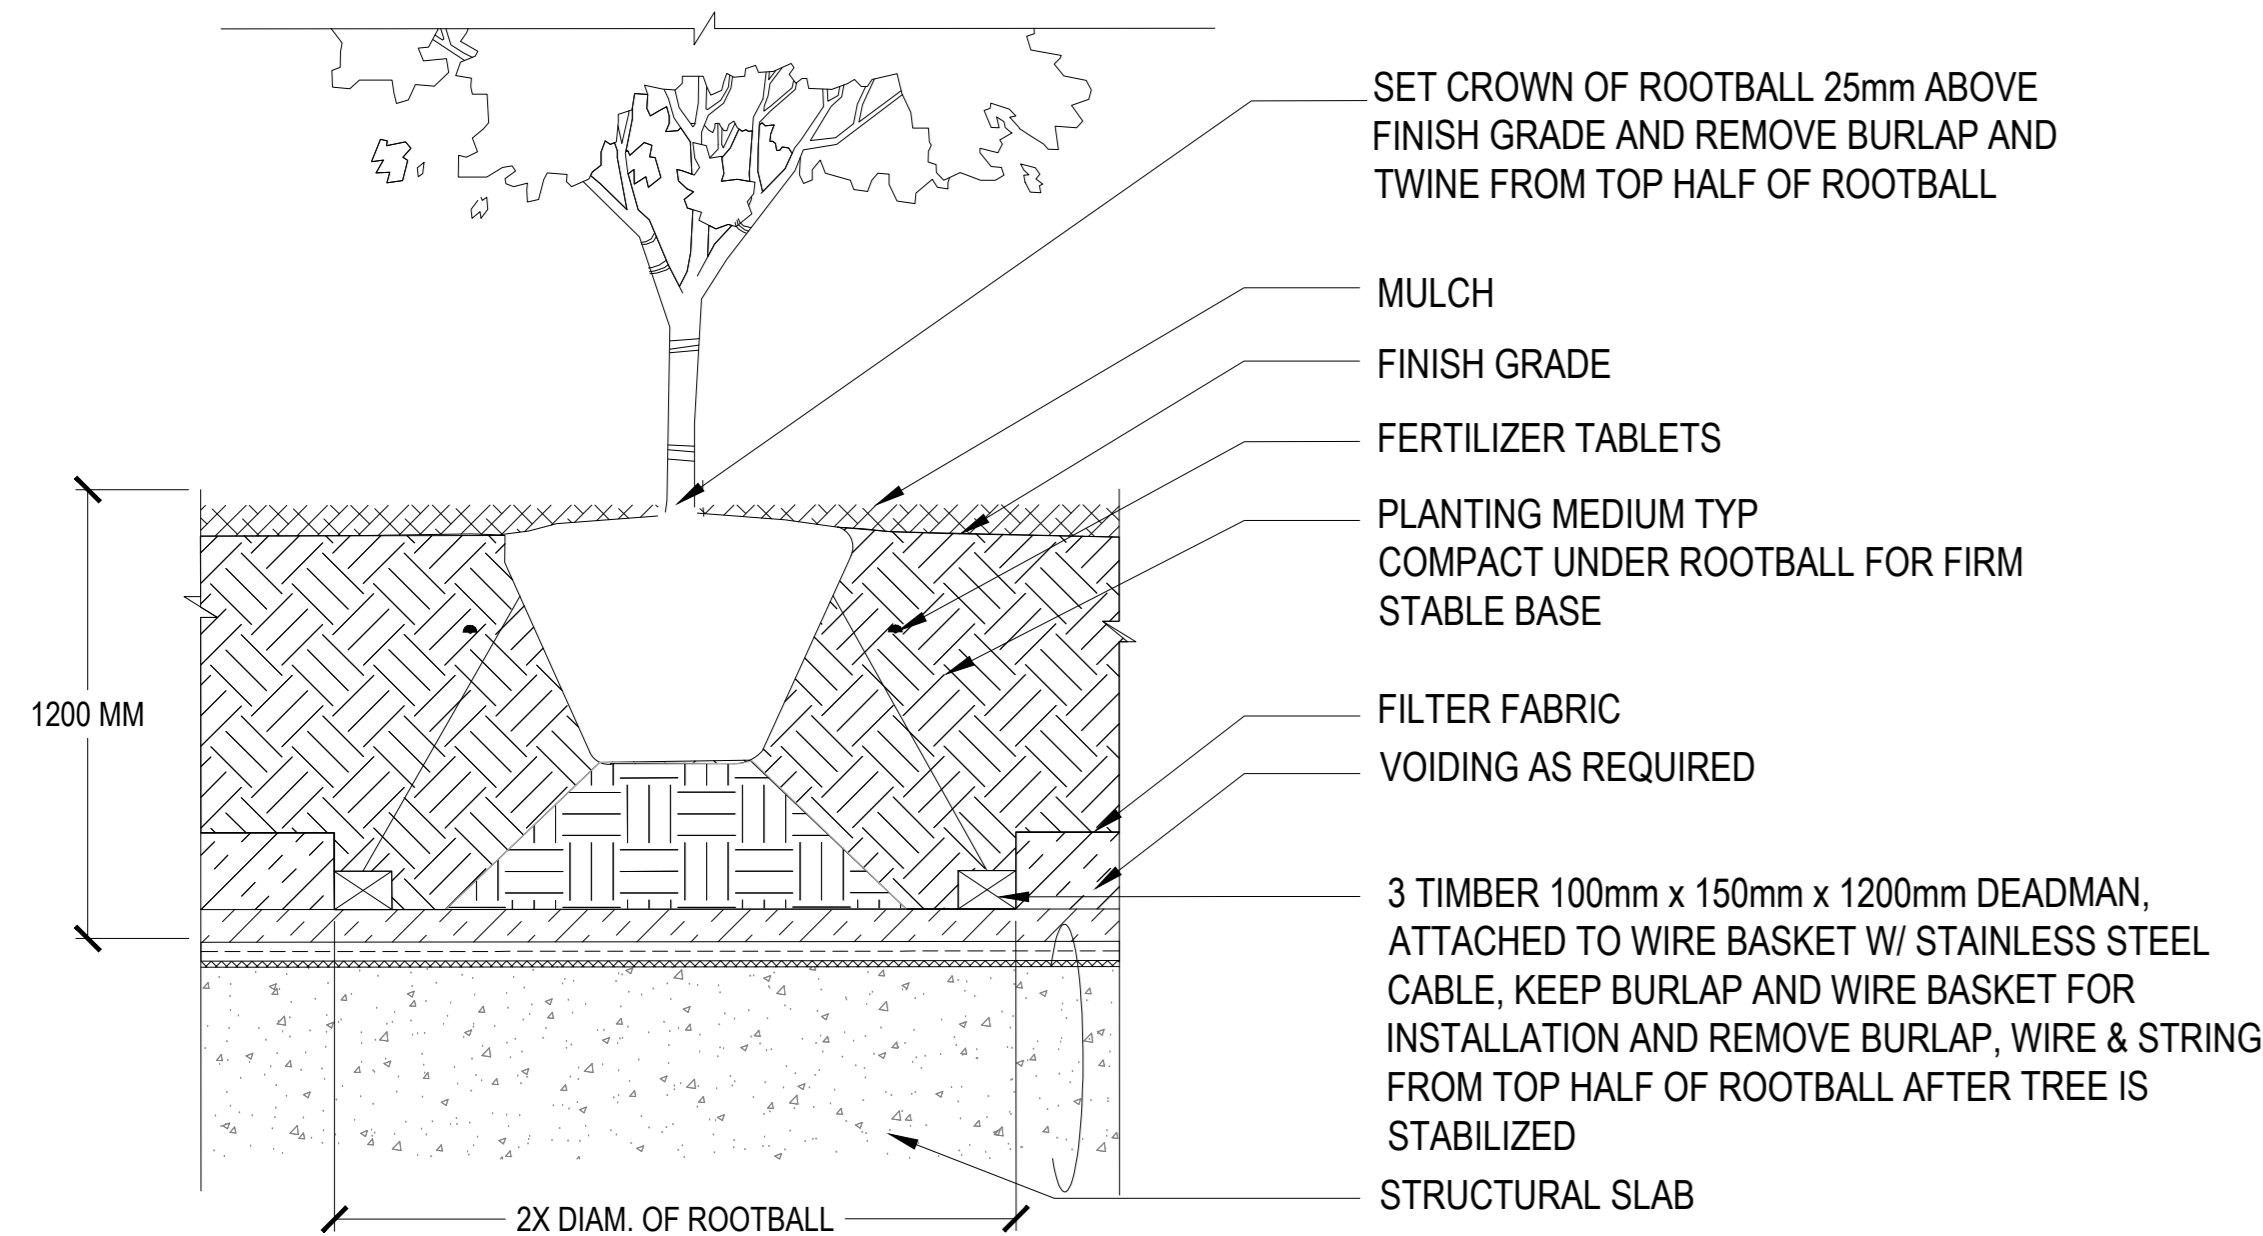 SET CROWN OF ROOTBALL 25mm ABOVE
FINISH GRADE AND REMOVE BURLAP AND
TWINE FROM TOP HALF OF ROOTBALL
MULCH
FINISH GRADE
FERTILIZER TABLETS
PLANTING MEDIUM TYP
COMPACT UNDER ROOTBALL FOR FIRM
STABLE BASE
1200 MM
FILTER FABRIC
VOIDING AS REQUIRED
3 TIMBER 100mm x 150mm x 1200mm DEADMAN,
ATTACHED TO WIRE BASKET W/ STAINLESS STEEL
CABLE, KEEP BURLAP AND WIRE BASKET FOR
INSTALLATION AND REMOVE BURLAP, WIRE & STRING
FROM TOP HALF OF ROOTBALL AFTER TREE IS
STABILIZED
STRUCTURAL SLAB
2X DIAM. OF ROOTBALL